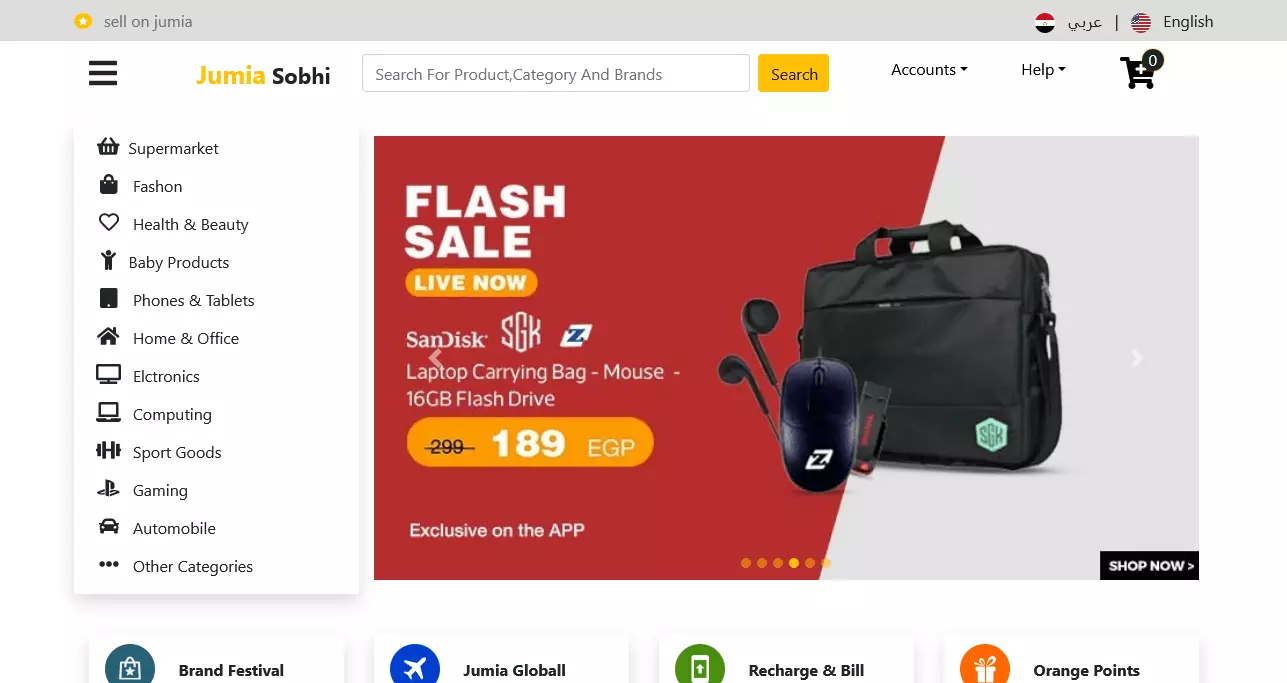 sell on jumia
عربي | English
Jumia Sobhi
Search For Product,Category And Brands
Search
Accounts
Help
0
Supermarket
Fashon
Health & Beauty
Baby Products
Phones & Tablets
Home & Office
Elctronics
Computing
Sport Goods
Gaming
Automobile
Other Categories
FLASH
SALE
LIVE NOW
SanDisk SGK Z
Laptop Carrying Bag - Mouse -
16GB Flash Drive
299 189 EGP
Exclusive on the APP
Z
SGK
SHOP NOW >
Brand Festival
Jumia Globall
Recharge & Bill
Orange Points